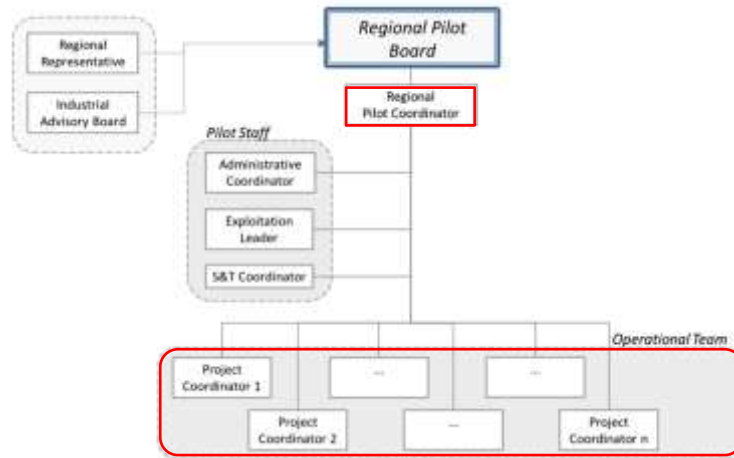 Regional Pilot
Board
Regional
Representative
Industrial
Advisory Board
Regional
Pilot Coordinator
Pilot Staff
Administrative
Coordinator
Exploitation
Leader
S&T Coordinator
Operational Team
Project
Coordinator 1
...
...
Project
Coordinator 2
...
Project
Coordinator n